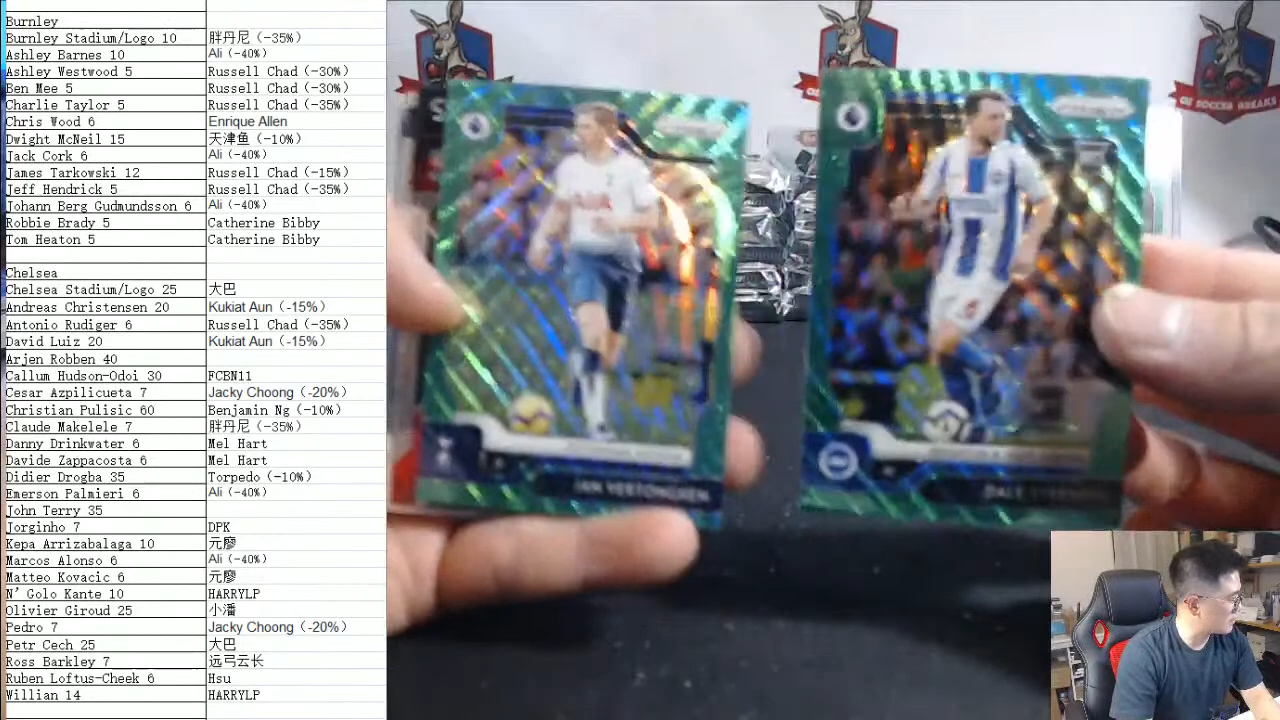 Burnley
Burnley Stadium/Logo 10 胖丹尼(-35%)
Ashley Barnes 10 Ali (-40%)
Ashley Westwood 5 Russell Chad (-30%)
Ben Mee 5 Russell Chad (-30%)
Charlie Taylor 5 Russell Chad (-35%)
Chris Wood 6 Enrique Allen
Dwight McNeil 15 天津鱼(-10%)
Jack Cork 6 Ali (-40%)
James Tarkowski 12 Russell Chad (-15%)
Jeff Hendrick 5 Russell Chad (-35%)
Johann Berg Gudmundsson 6 Ali (-40%)
Robbie Brady 5 Catherine Bibby
Tom Heaton 5 Catherine Bibby
Chelsea
Chelsea Stadium/Logo 25 大巴
Andreas Christensen 20 Kukiat Aun (-15%)
Antonio Rudiger 6 Russell Chad (-35%)
David Luiz 20 Kukiat Aun (-15%)
Arjen Robben 40
Callum Hudson-Odoi 30 FCBN11
Cesar Azpilicueta 7 Jacky Choong (-20%)
Christian Pulisic 60 Benjamin Ng (-10%)
Claude Makelele 7 胖丹尼(-35%)
Danny Drinkwater 6 Mel Hart
Davide Zappacosta 6 Mel Hart
Didier Drogba 35 Torpedo (-10%)
Emerson Palmieri 6 Ali (-40%)
John Terry 35
Jorginho 7 DPK
Kepa Arrizabalaga 10 元廖
Marcos Alonso 6 Ali (-40%)
Matteo Kovacic 6 元廖
N' Golo Kante 10 HARRYLP
Olivier Giroud 25 小潘
Pedro 7 Jacky Choong (-20%)
Petr Cech 25 大巴
Ross Barkley 7 远弓云长
Ruben Loftus-Cheek 6 Hsu
Willian 14 HARRYLP
OZ SOCCER BREAKS
JAN VERTONGHEN
DALE